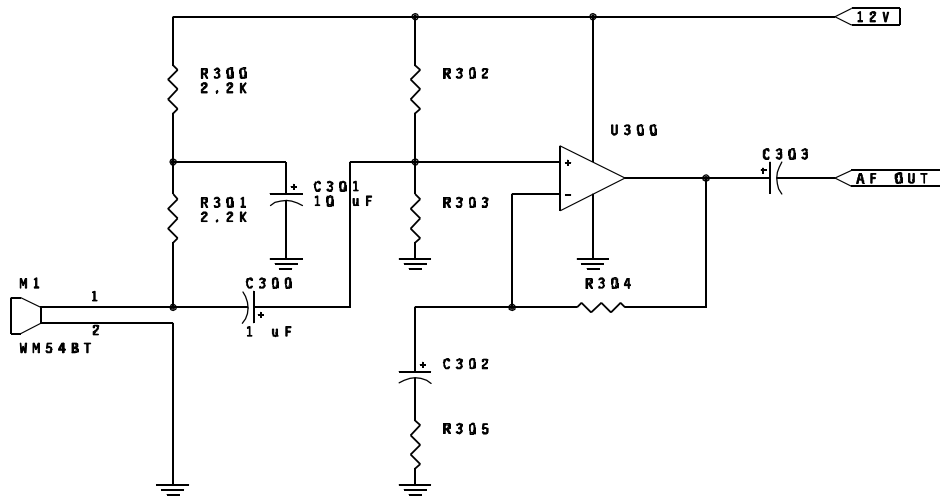 12V
R300
2.2K
R302
U300
C303
C301
10 uF
AF OUT
R301
2.2K
R303
M1
1
C300
R304
2
1 uF
WM54BT
C302
R305